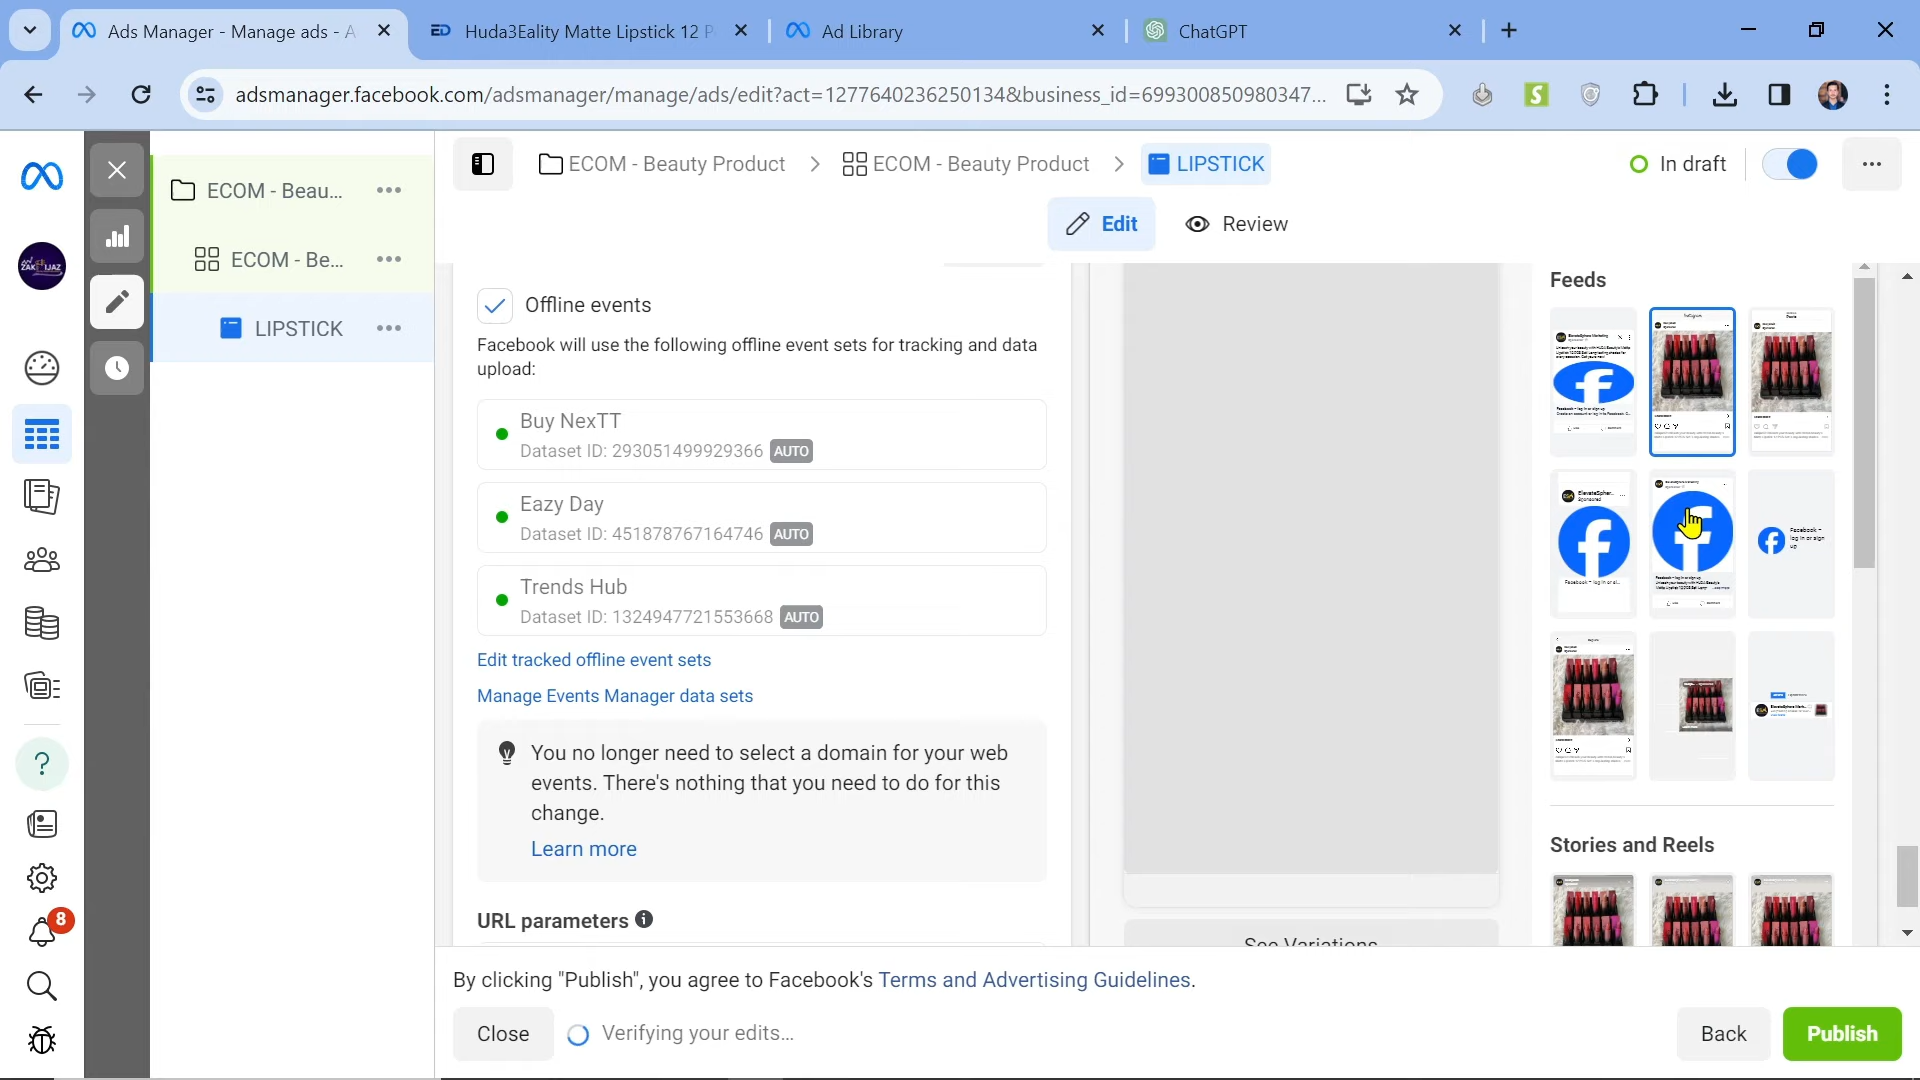 Ads Manager - Manage ads - A
Huda3Eality Matte Lipstick 12 P
Ad Library
ChatGPT
adsmanager.facebook.com/adsmanager/manage/ads/edit?act=1277640236250134&business_id=699300850980347...
ECOM - Beau...
ECOM - Be...
LIPSTICK
ECOM - Beauty Product
ECOM - Beauty Product
LIPSTICK
In draft
Edit
Review
Offline events
Facebook will use the following offline event sets for tracking and data
upload:
Buy NexTT
Dataset ID: 293051499929366 AUTO
Eazy Day
Dataset ID: 451878767164746 AUTO
Trends Hub
Dataset ID: 1324947721553668 AUTO
Edit tracked offline event sets
Manage Events Manager data sets
You no longer need to select a domain for your web
events. There's nothing that you need to do for this
change.
Learn more
URL parameters
See Variations
Feeds
Facebook –
log in or sign
up
Stories and Reels
8
By clicking "Publish", you agree to Facebook's Terms and Advertising Guidelines.
Close
Verifying your edits...
Back
Publish